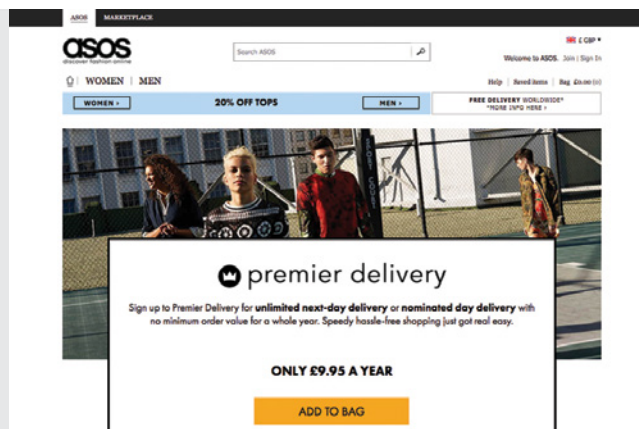 ASOS MARKETPLACE
asos
discover fashion online
Search ASOS
£ GBP
Welcome to ASOS. Join | Sign In
WOMEN | MEN
Help | Saved items | Bag £0.00 (0)
WOMEN ›
20% OFF TOPS
MEN ›
FREE DELIVERY WORLDWIDE*
*MORE INFO HERE ›
premier delivery
Sign up to Premier Delivery for unlimited next-day delivery or nominated day delivery with
no minimum order value for a whole year. Speedy hassle-free shopping just got real easy.
ONLY £9.95 A YEAR
ADD TO BAG